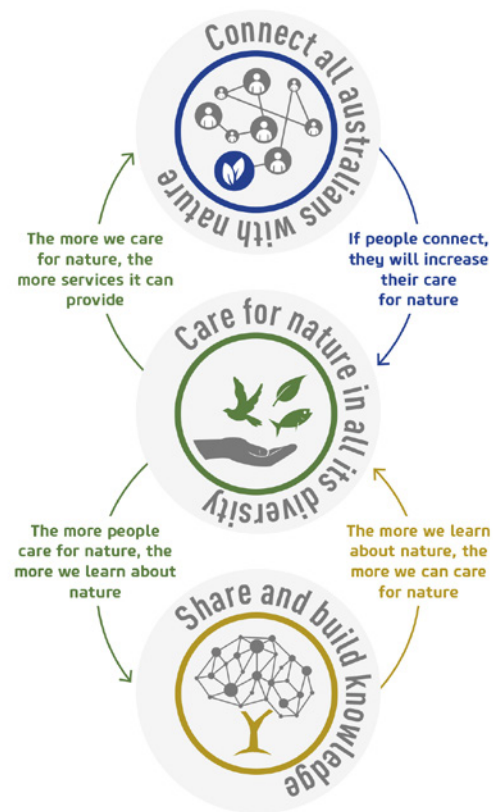 Connect all australians with nature
The more we care
for nature, the
more services it can
provide
If people connect,
they will increase
their care
for nature
Care for nature in all its diversity
The more people
care for nature, the
more we learn about
nature
The more we learn
about nature, the
more we can care
for nature
Share and build knowledge